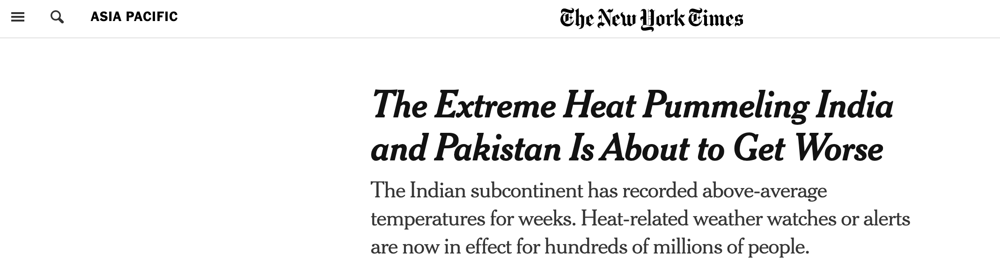 ASIA PACIFIC
The New York Times
The Extreme Heat Pummeling India
and Pakistan Is About to Get Worse
The Indian subcontinent has recorded above-average
temperatures for weeks. Heat-related weather watches or alerts
are now in effect for hundreds of millions of people.